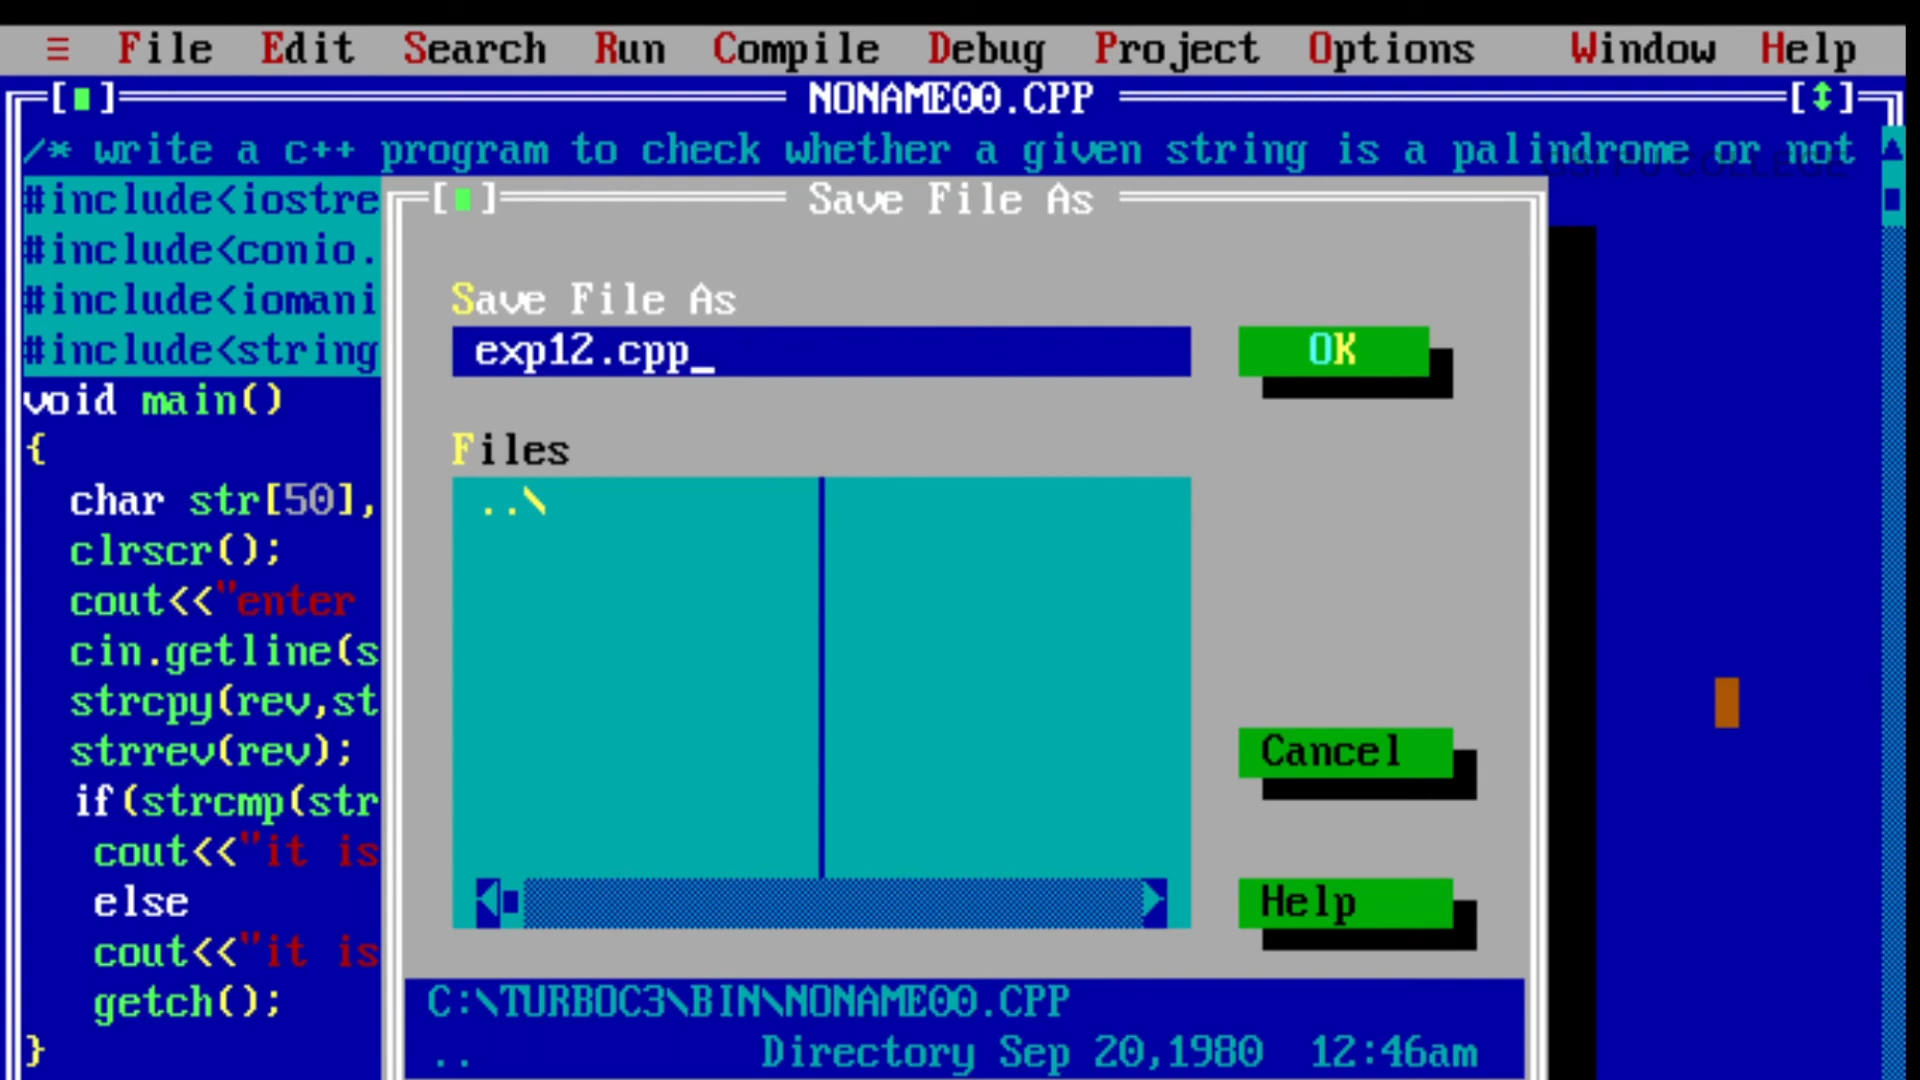 ≡ File Edit Search Run Compile Debug Project Options Window Help
[■] NONAME00.CPP [↕]
/* write a c++ program to check whether a given string is a palindrome or not
COLLEGE
#include<iostre
#include<conio.
#include<iomani
#include<string
void main()
{
char str[50],
clrscr();
cout<<"enter
cin.getline(s
strcpy(rev,st
strrev(rev);
if(strcmp(str
cout<<"it is
else
cout<<"it is
getch();
}
[■] Save File As
Save File As
exp12.cpp_
OK
Files
..\
Cancel
Help
C:\TURBOC3\BIN\NONAME00.CPP
.. Directory Sep 20,1980 12:46am